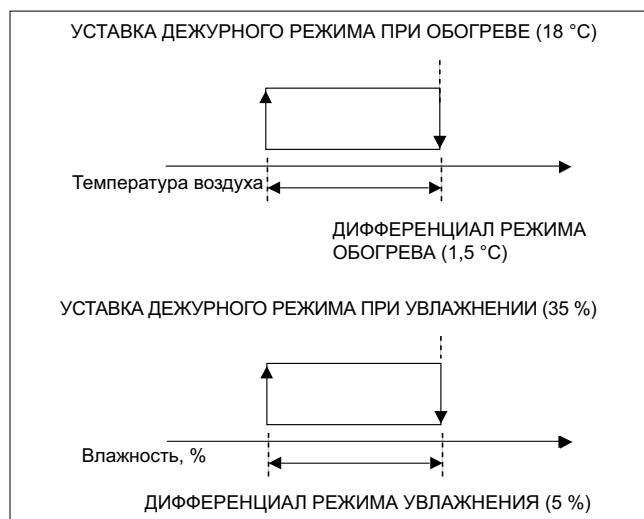 УСТАВКА ДЕЖУРНОГО РЕЖИМА ПРИ ОБОГРЕВЕ (18 °C)
Температура воздуха
ДИФФЕРЕНЦИАЛ РЕЖИМА
ОБОГРЕВА (1,5 °C)
УСТАВКА ДЕЖУРНОГО РЕЖИМА ПРИ УВЛАЖНЕНИИ (35 %)
Влажность, %
ДИФФЕРЕНЦИАЛ РЕЖИМА УВЛАЖНЕНИЯ (5 %)